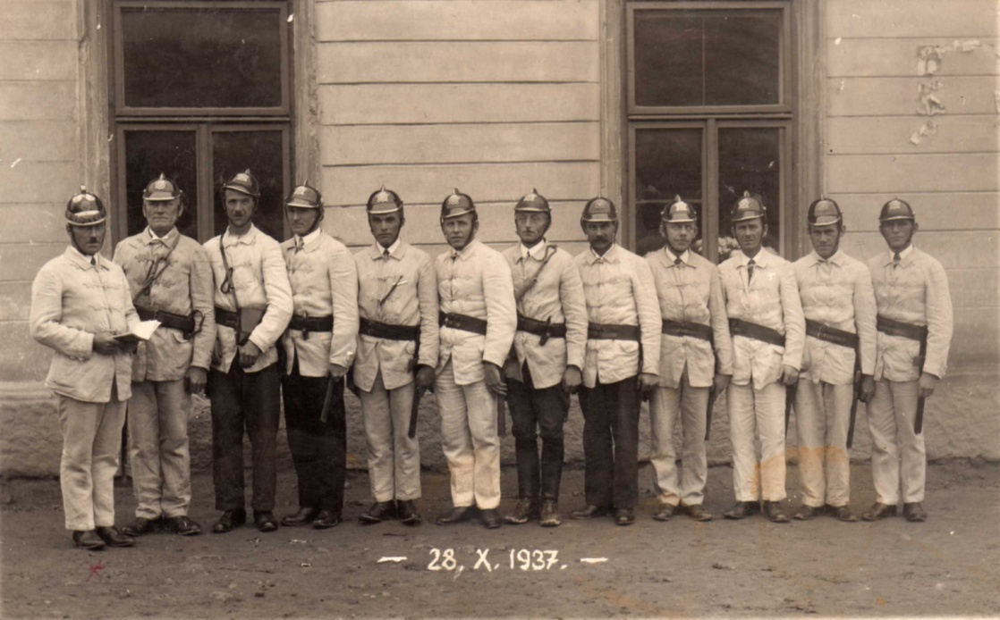 — 28. X. 1937. —